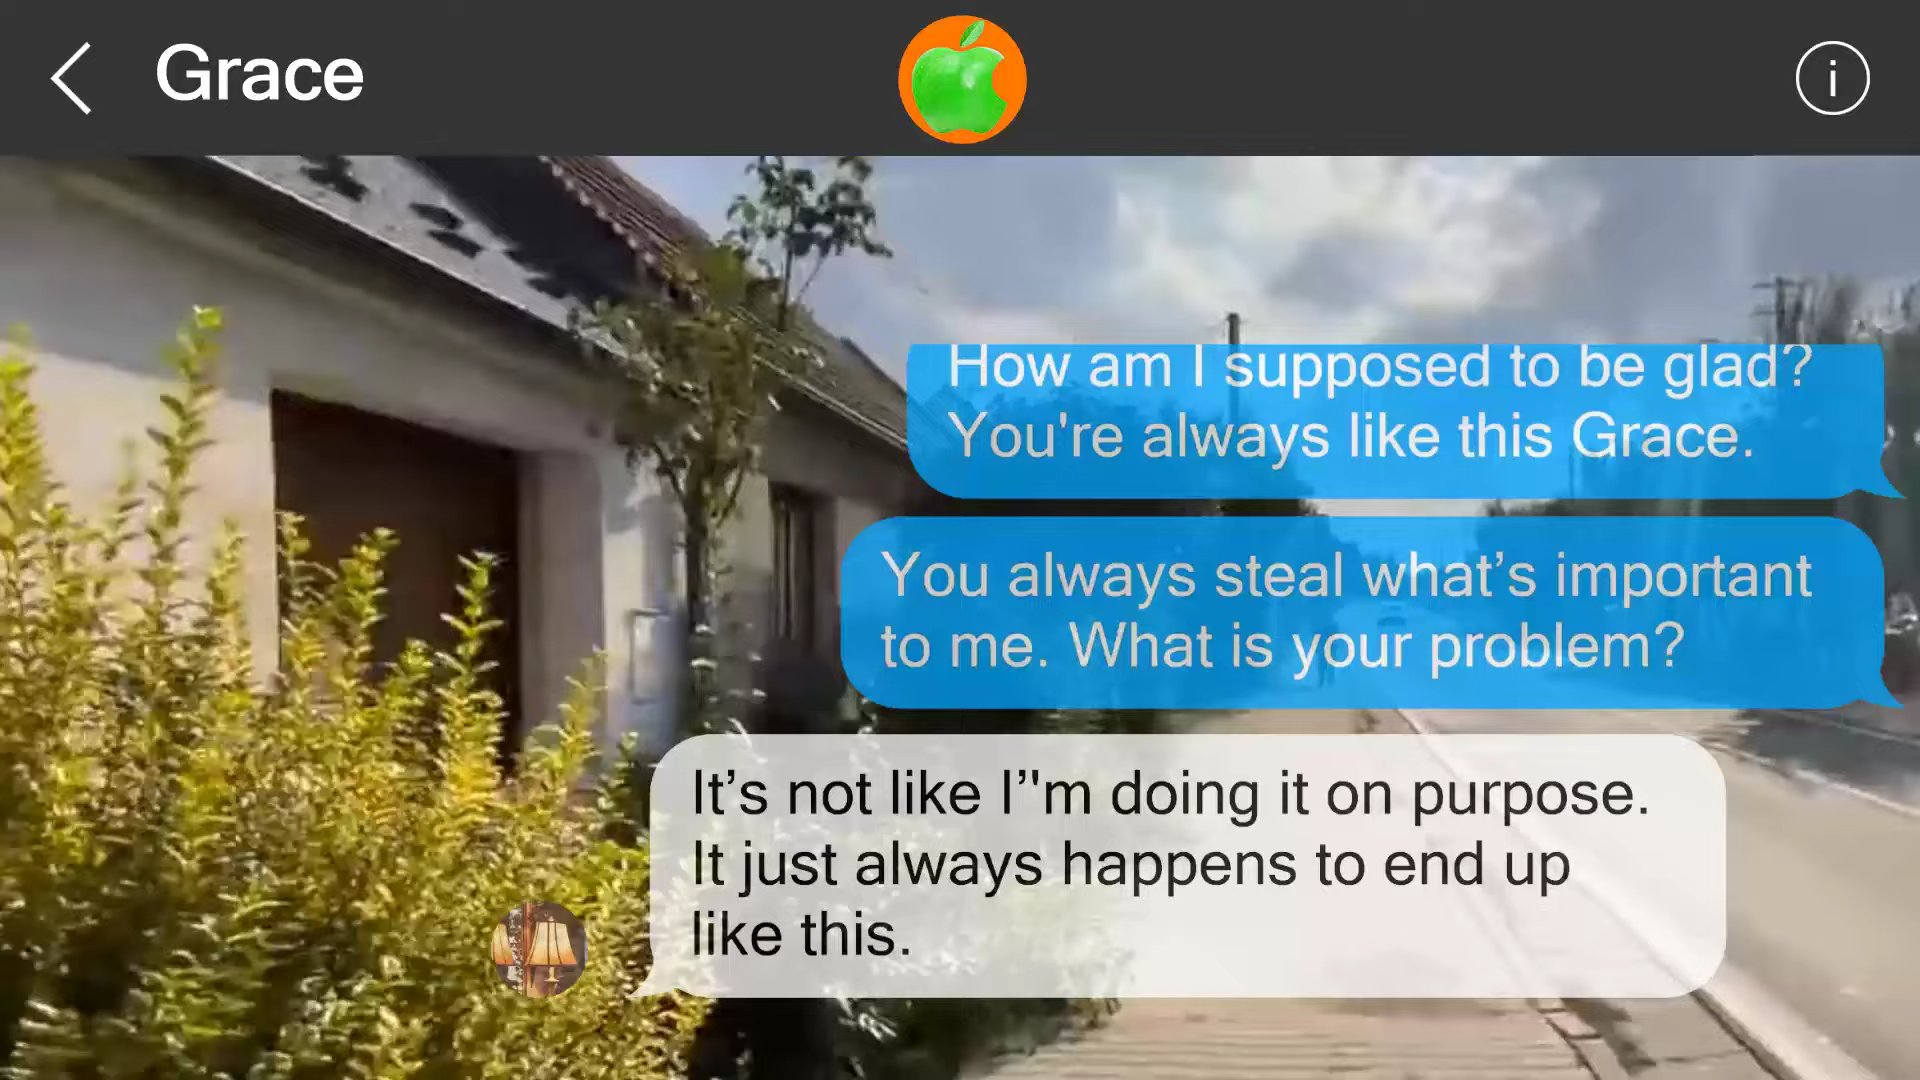 Grace
i
How am I supposed to be glad?
You're always like this Grace.
You always steal what’s important
to me. What is your problem?
It’s not like I’'m doing it on purpose.
It just always happens to end up
like this.